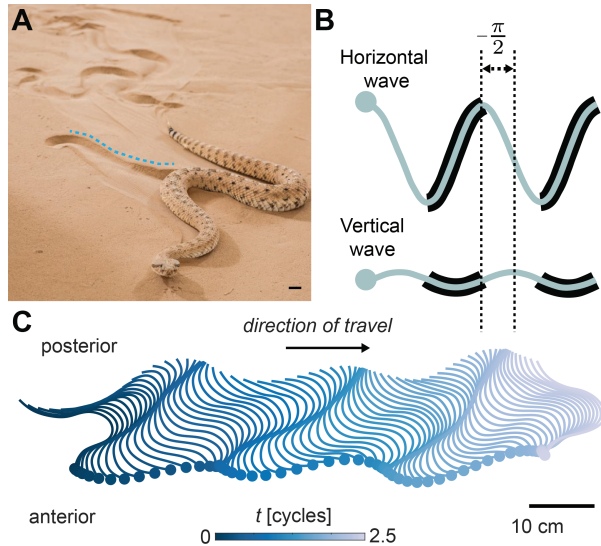 A
B
−π/2
Horizontal
wave
Vertical
wave
C
direction of travel
posterior
anterior
t [cycles]
0
2.5
10 cm